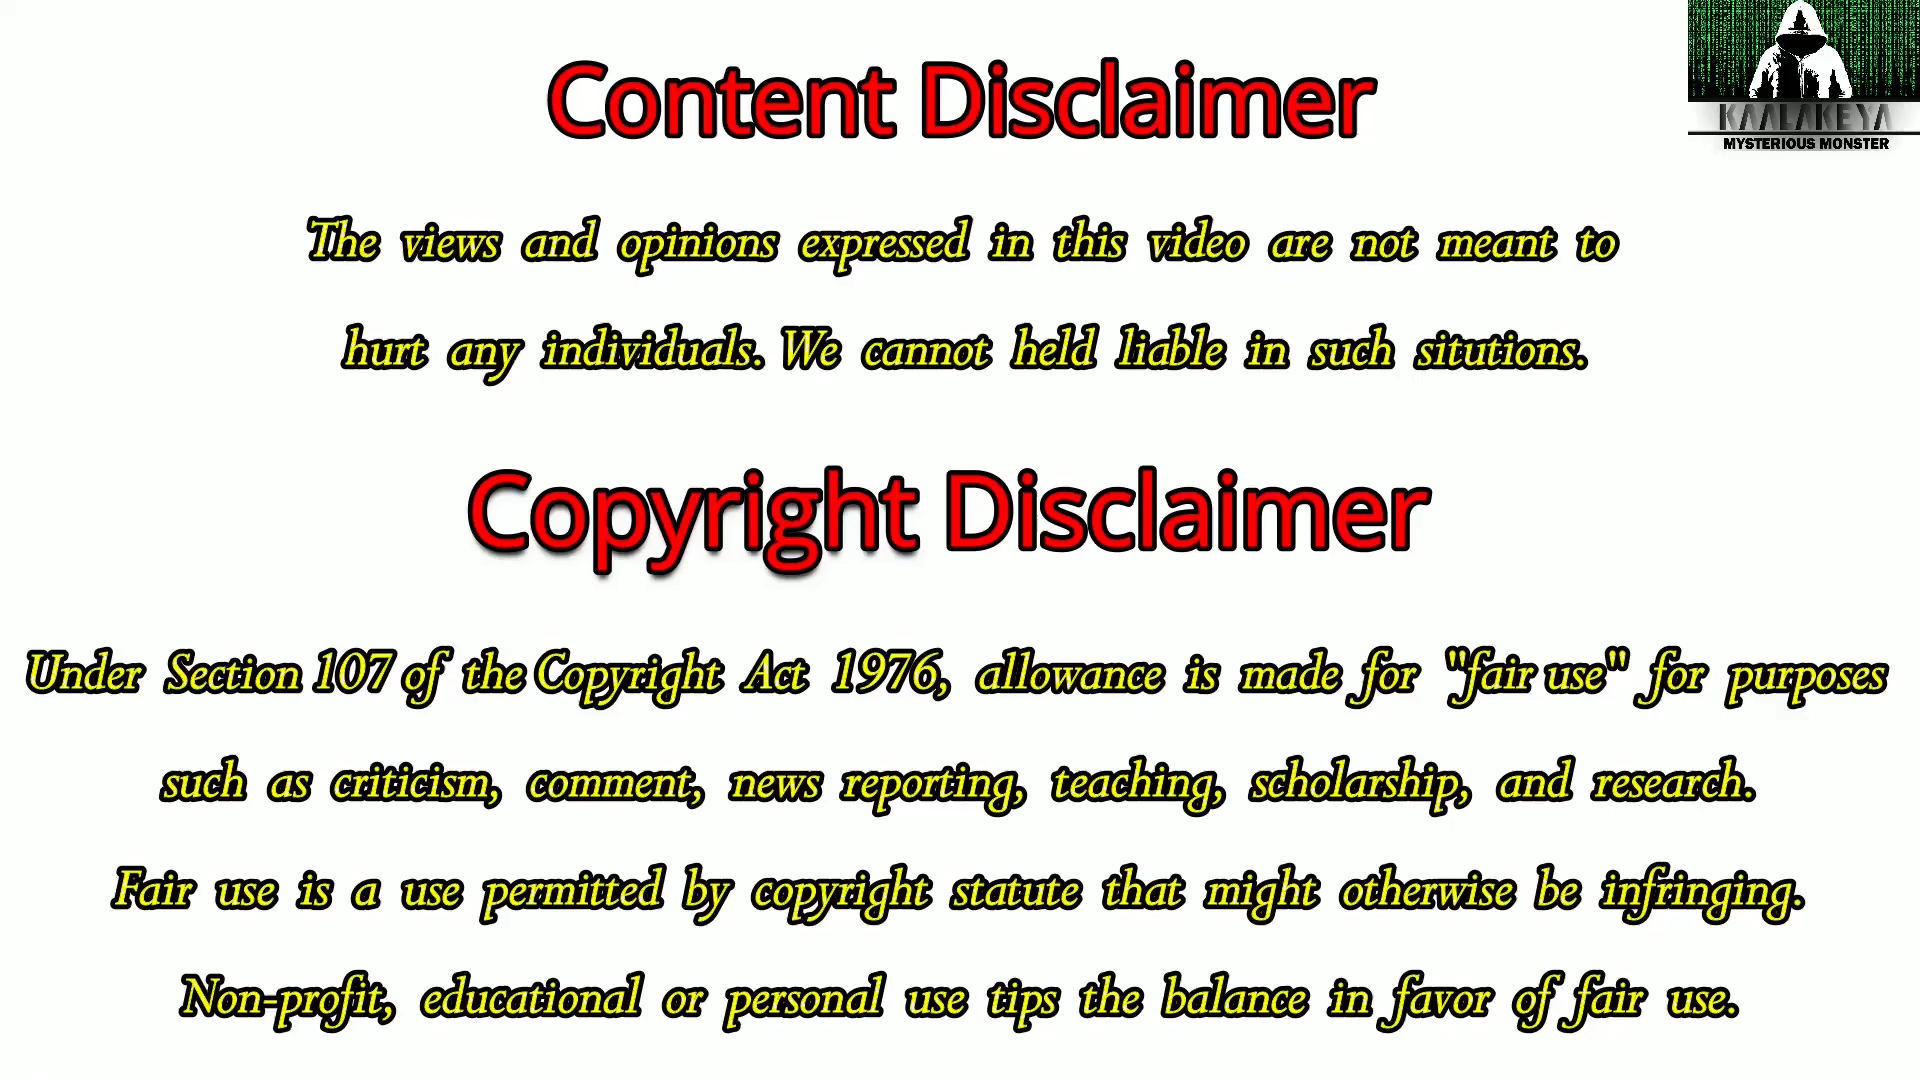 Content Disclaimer
KAALAKEYA
MYSTERIOUS MONSTER
The views and opinions expressed in this video are not meant to
hurt any individuals. We cannot held liable in such situtions.
Copyright Disclaimer
Under Section 107 of the Copyright Act 1976, allowance is made for "fair use" for purposes
such as criticism, comment, news reporting, teaching, scholarship, and research.
Fair use is a use permitted by copyright statute that might otherwise be infringing.
Non-profit, educational or personal use tips the balance in favor of fair use.